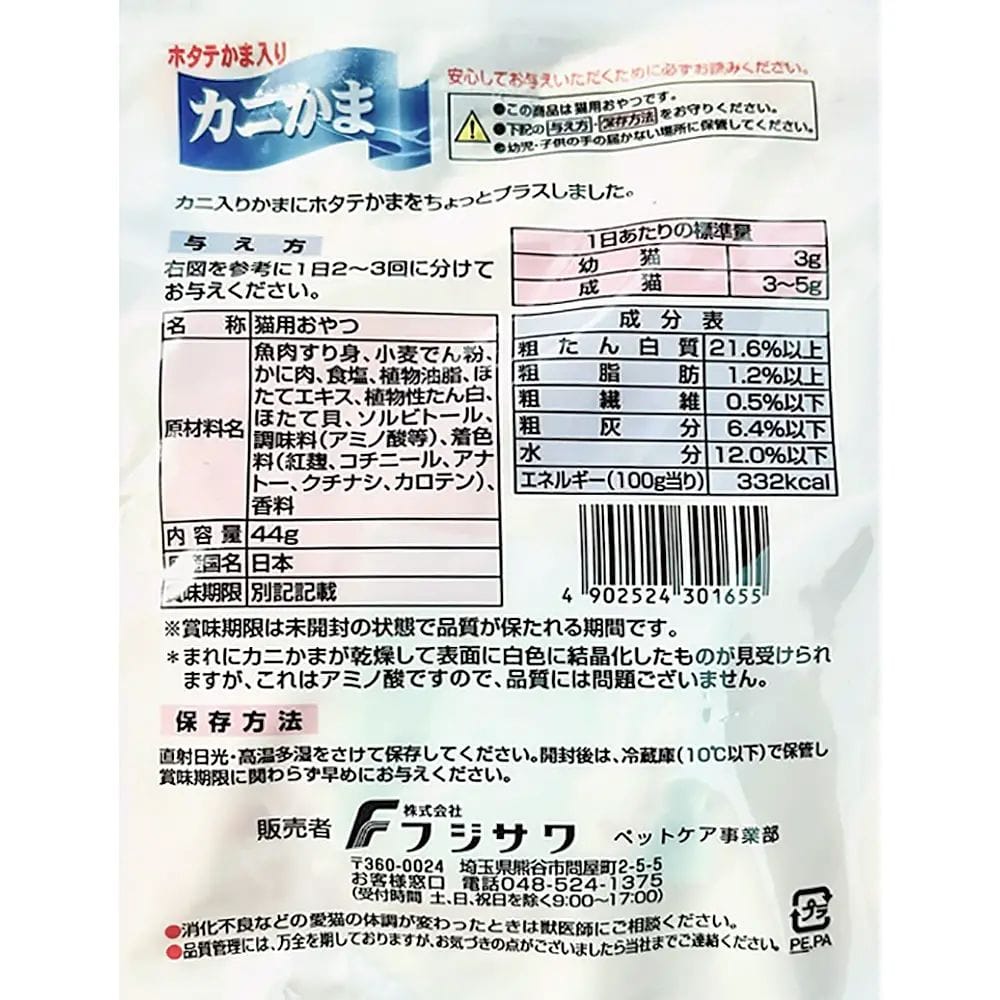 ホタテかま入り
カニかま
安心してお与えいただくために必ずお読みください。
●この商品は猫用おやつです。
●下記の与え方・保存方法をお守りください。
●幼児・子供の手の届かない場所に保管してください。
カニ入りかまにホタテかまをちょっとプラスしました。
与え方
右図を参考に1日2〜3回に分けて
お与えください。
1日あたりの標準量
幼猫 3g
成猫 3〜5g
名称 猫用おやつ
原材料名 魚肉すり身、小麦でん粉、
かに肉、食塩、植物油脂、ほ
たてエキス、植物性たん白、
ほたて貝、ソルビトール、
調味料(アミノ酸等)、着色
料(紅麹、コチニール、アナ
トー、クチナシ、カロテン)、
香料
内容量 44g
産国名 日本
賞味期限 別記記載
成分表
粗たん白質 21.6%以上
粗脂肪 1.2%以上
粗繊維 0.5%以下
粗灰分 6.4%以下
水分 12.0%以下
エネルギー(100g当り) 332kcal
4 902524 301655
※賞味期限は未開封の状態で品質が保たれる期間です。
*まれにカニかまが乾燥して表面に白色に結晶化したものが見受けられ
ますが、これはアミノ酸ですので、品質には問題ございません。
保存方法
直射日光・高温多湿をさけて保存してください。開封後は、冷蔵庫(10℃以下)で保管し
賞味期限に関わらず早めにお与えください。
販売者 株式会社
フジサワ ペットケア事業部
〒360-0024 埼玉県熊谷市問屋町2-5-5
お客様窓口 電話048-524-1375
(受付時間 土、日、祝日を除く9:00〜17:00)
●消化不良などの愛猫の体調が変わったときは獣医師にご相談ください。
●品質管理には、万全を期しておりますが、お気づきの点がございましたら当社までご連絡ください。
プラ
PE.PA